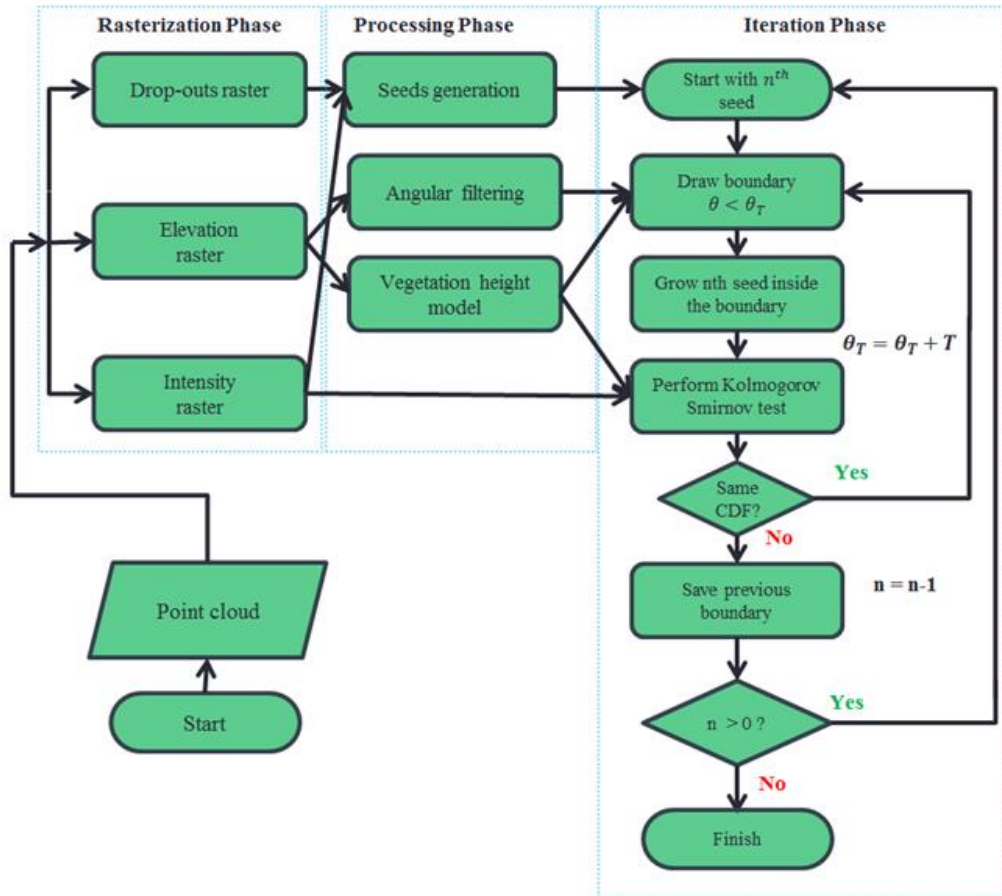 Rasterization Phase
Processing Phase
Iteration Phase
Drop-outs raster
Seeds generation
Start with nᵗʰ
seed
Angular filtering
Draw boundary
θ < θ_T
Elevation
raster
Vegetation height
model
Grow nth seed inside
the boundary
θ_T = θ_T + T
Intensity
raster
Perform Kolmogorov
Smirnov test
Same
CDF?
Yes
No
Point cloud
Save previous
boundary
n = n-1
Start
n > 0 ?
Yes
No
Finish